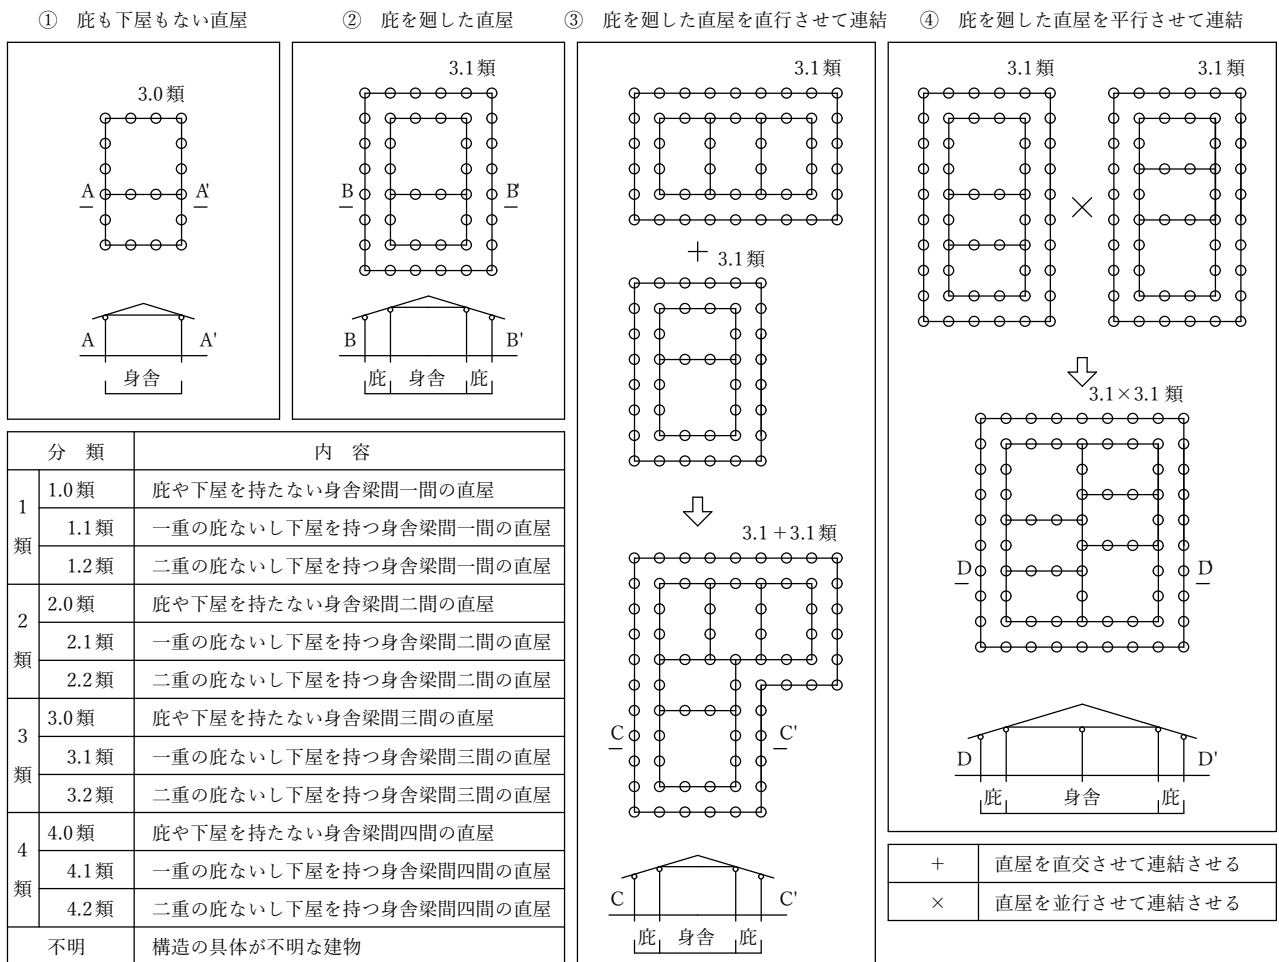 ① 庇も下屋もない直屋
② 庇を廻した直屋
③ 庇を廻した直屋を直行させて連結
④ 庇を廻した直屋を平行させて連結
3.0類
A A'
A A'
身舎
3.1類
B B'
B B'
庇 身舎 庇
3.1類
+
3.1類
3.1+3.1類
C C'
C C'
庇 身舎 庇
3.1類 3.1類
×
3.1×3.1 類
D D'
D D'
庇 身舎 庇
分 類 内 容
1類
1.0類 庇や下屋を持たない身舎梁間一間の直屋
1.1類 一重の庇ないし下屋を持つ身舎梁間一間の直屋
1.2類 二重の庇ないし下屋を持つ身舎梁間一間の直屋
2類
2.0類 庇や下屋を持たない身舎梁間二間の直屋
2.1類 一重の庇ないし下屋を持つ身舎梁間二間の直屋
2.2類 二重の庇ないし下屋を持つ身舎梁間二間の直屋
3類
3.0類 庇や下屋を持たない身舎梁間三間の直屋
3.1類 一重の庇ないし下屋を持つ身舎梁間三間の直屋
3.2類 二重の庇ないし下屋を持つ身舎梁間三間の直屋
4類
4.0類 庇や下屋を持たない身舎梁間四間の直屋
4.1類 一重の庇ないし下屋を持つ身舎梁間四間の直屋
4.2類 二重の庇ないし下屋を持つ身舎梁間四間の直屋
不明 構造の具体が不明な建物
+ 直屋を直交させて連結させる
× 直屋を並行させて連結させる